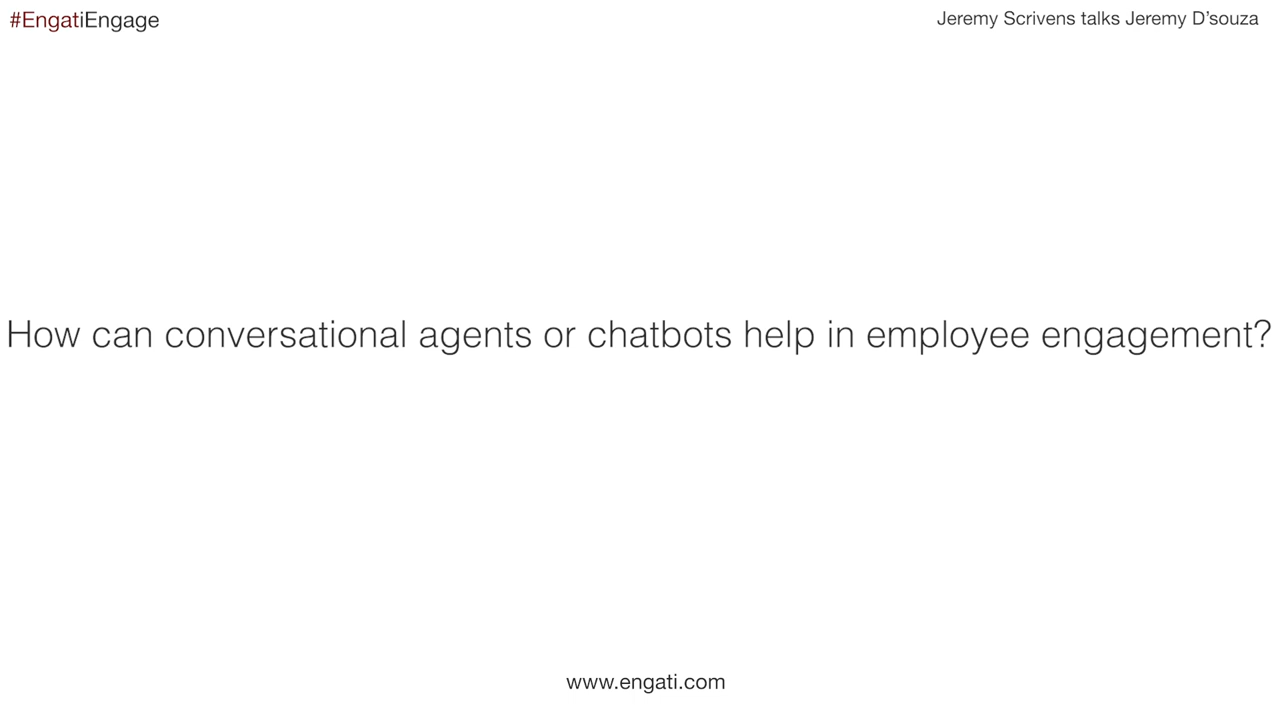 #EngatiEngage
Jeremy Scrivens talks Jeremy D’souza
How can conversational agents or chatbots help in employee engagement?
www.engati.com